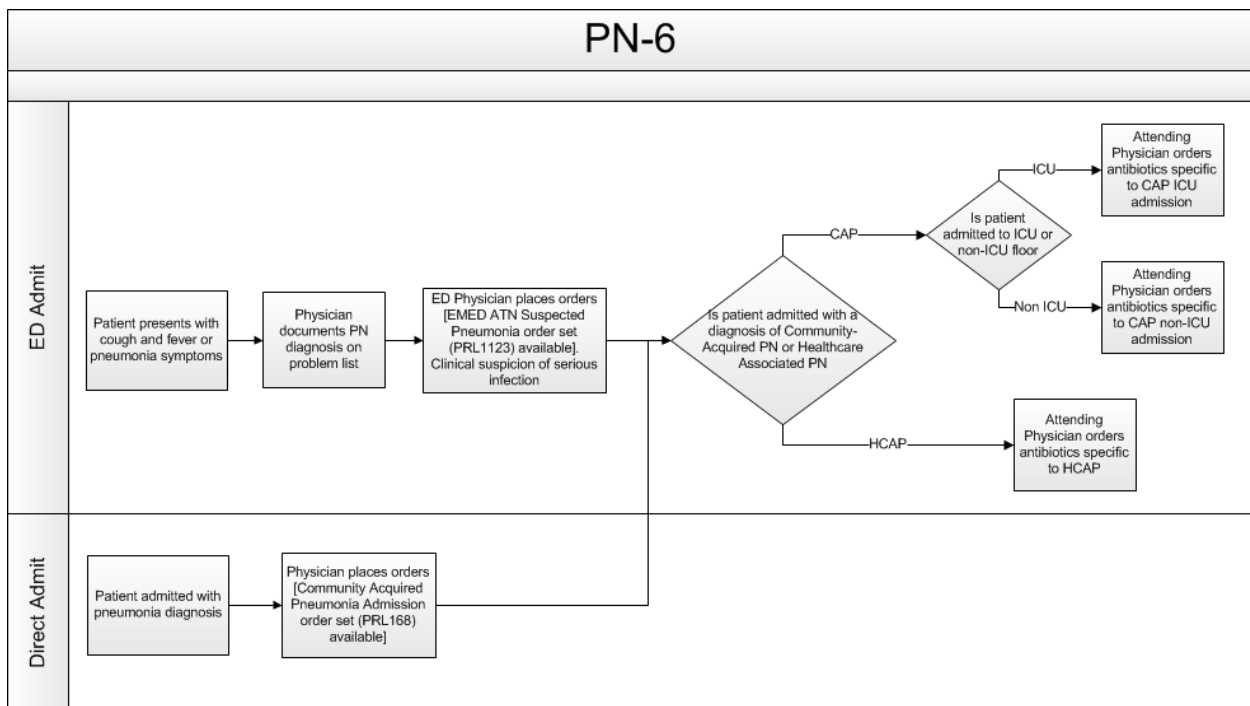 PN-6
ED Admit
Patient presents with
cough and fever or
pneumonia symptoms
Physician
documents PN
diagnosis on
problem list
ED Physician places orders
[EMED ATN Suspected
Pneumonia order set
(PRL1123) available].
Clinical suspicion of serious
infection
Is patient admitted with a
diagnosis of Community-
Acquired PN or Healthcare
Associated PN
CAP
Is patient
admitted to ICU or
non-ICU floor
ICU
Attending
Physician orders
antibiotics specific
to CAP ICU
admission
Non ICU
Attending
Physician orders
antibiotics specific
to CAP non-ICU
admission
HCAP
Attending
Physician orders
antibiotics specific
to HCAP
Direct Admit
Patient admitted with
pneumonia diagnosis
Physician places orders
[Community Acquired
Pneumonia Admission
order set (PRL168)
available]